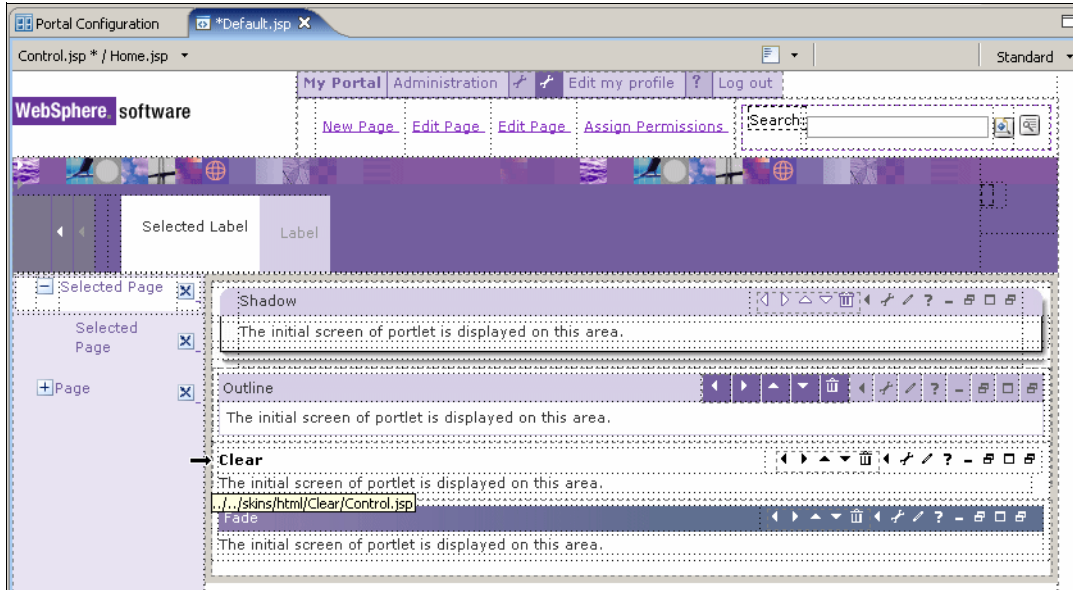 Portal Configuration *Default.jsp
Control.jsp * / Home.jsp Standard
My Portal Administration Edit my profile ? Log out
WebSphere. software
New Page Edit Page Edit Page Assign Permissions Search:
Selected Label Label
Selected Page
Shadow ?
The initial screen of portlet is displayed on this area.
Selected
Page
Page
Outline ?
The initial screen of portlet is displayed on this area.
Clear ?
The initial screen of portlet is displayed on this area.
../../skins/html/Clear/Control.jsp
Fade ?
The initial screen of portlet is displayed on this area.